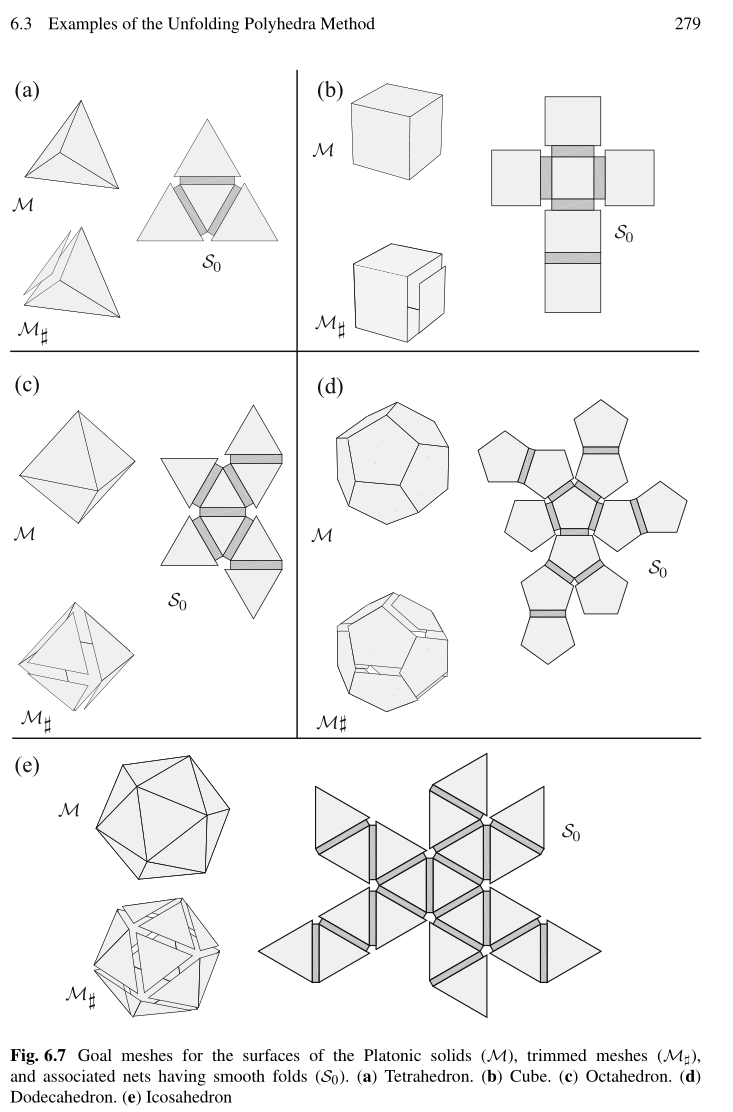 6.3 Examples of the Unfolding Polyhedra Method 279
(a)
ℳ
𝒮₀
ℳ♯
(b)
ℳ
𝒮₀
ℳ♯
(c)
ℳ
𝒮₀
ℳ♯
(d)
ℳ
𝒮₀
ℳ♯
(e)
ℳ
𝒮₀
ℳ♯
Fig. 6.7 Goal meshes for the surfaces of the Platonic solids (ℳ), trimmed meshes (ℳ♯),
and associated nets having smooth folds (𝒮₀). (a) Tetrahedron. (b) Cube. (c) Octahedron. (d)
Dodecahedron. (e) Icosahedron